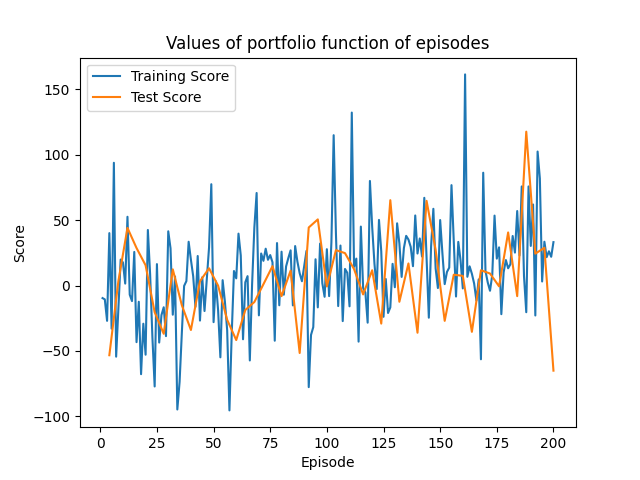 Values of portfolio function of episodes
Training Score
Test Score
150
100
50
0
−50
−100
Score
0 25 50 75 100 125 150 175 200
Episode